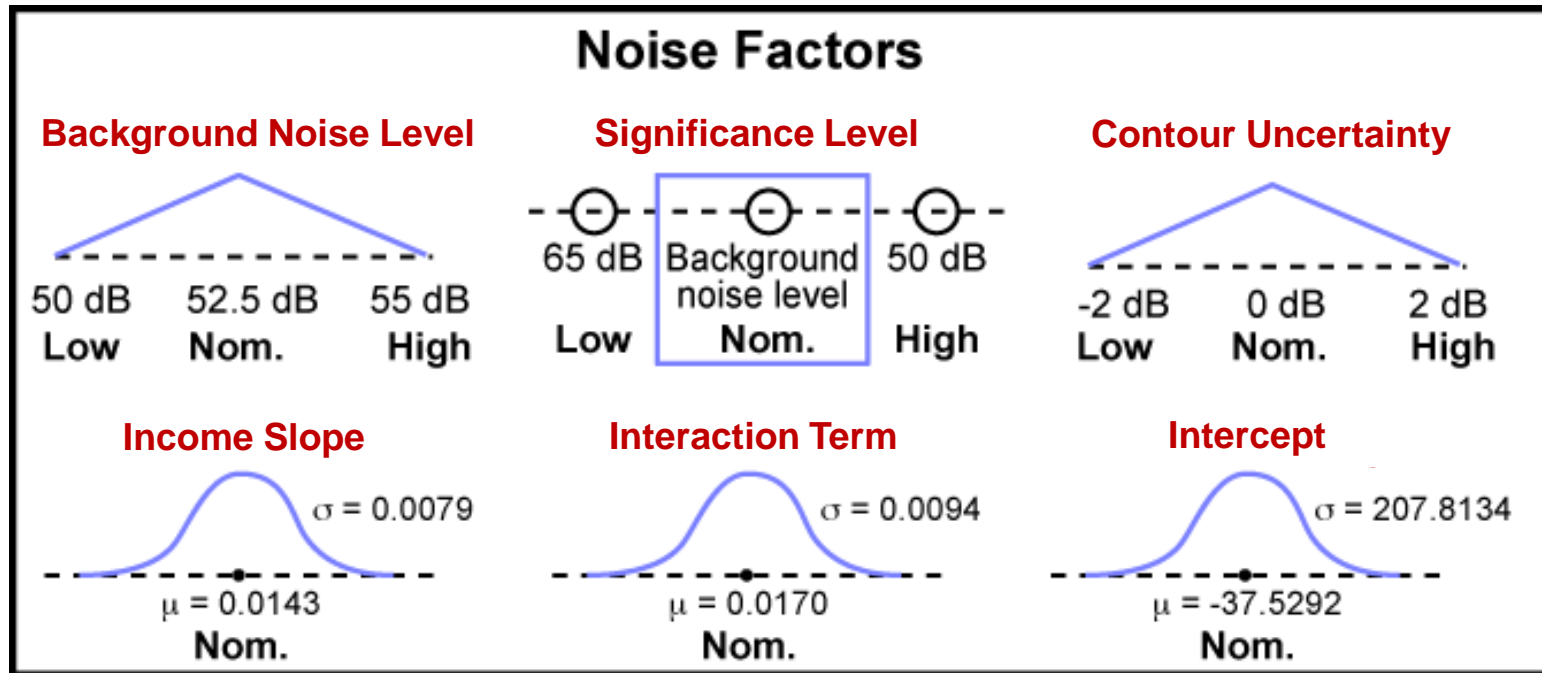 Noise Factors
Background Noise Level
50 dB 52.5 dB 55 dB
Low Nom. High
Significance Level
65 dB Background 50 dB
noise level
Low Nom. High
Contour Uncertainty
-2 dB 0 dB 2 dB
Low Nom. High
Income Slope
σ = 0.0079
μ = 0.0143
Nom.
Interaction Term
σ = 0.0094
μ = 0.0170
Nom.
Intercept
σ = 207.8134
μ = -37.5292
Nom.